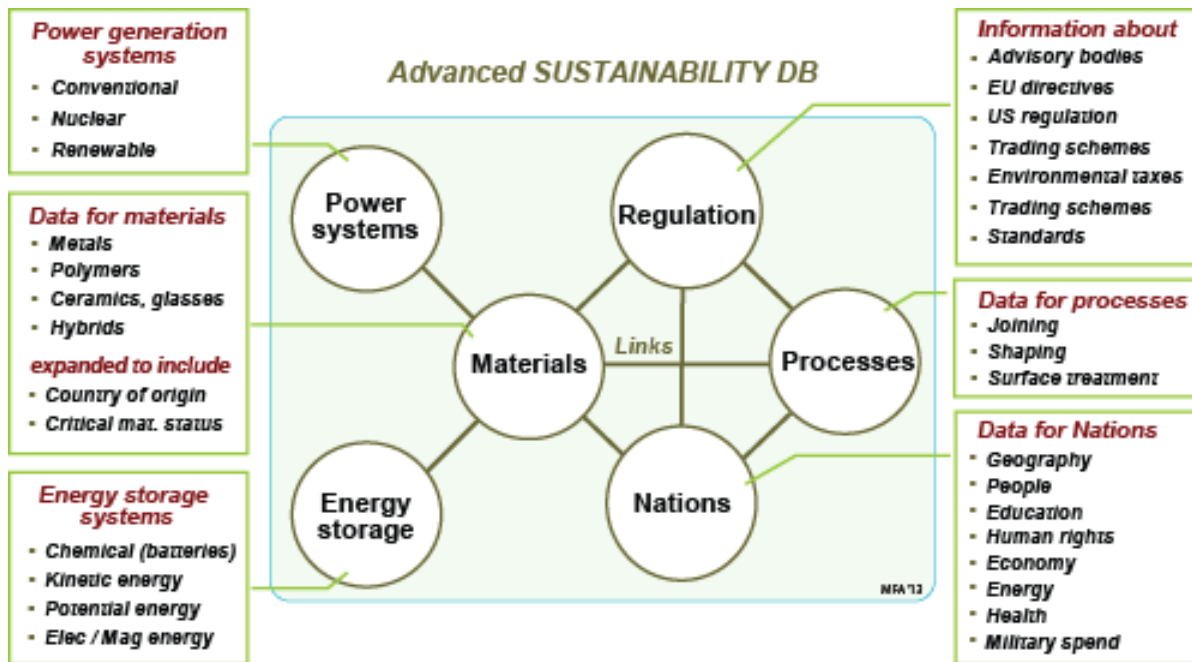 Power generation
systems
Conventional
Nuclear
Renewable
Data for materials
Metals
Polymers
Ceramics, glasses
Hybrids
expanded to include
Country of origin
Critical mat. status
Energy storage
systems
Chemical (batteries)
Kinetic energy
Potential energy
Elec / Mag energy
Advanced SUSTAINABILITY DB
Power
systems
Regulation
Materials
Links
Processes
Energy
storage
Nations
Information about
Advisory bodies
EU directives
US regulation
Trading schemes
Environmental taxes
Trading schemes
Standards
Data for processes
Joining
Shaping
Surface treatment
Data for Nations
Geography
People
Education
Human rights
Economy
Energy
Health
Military spend